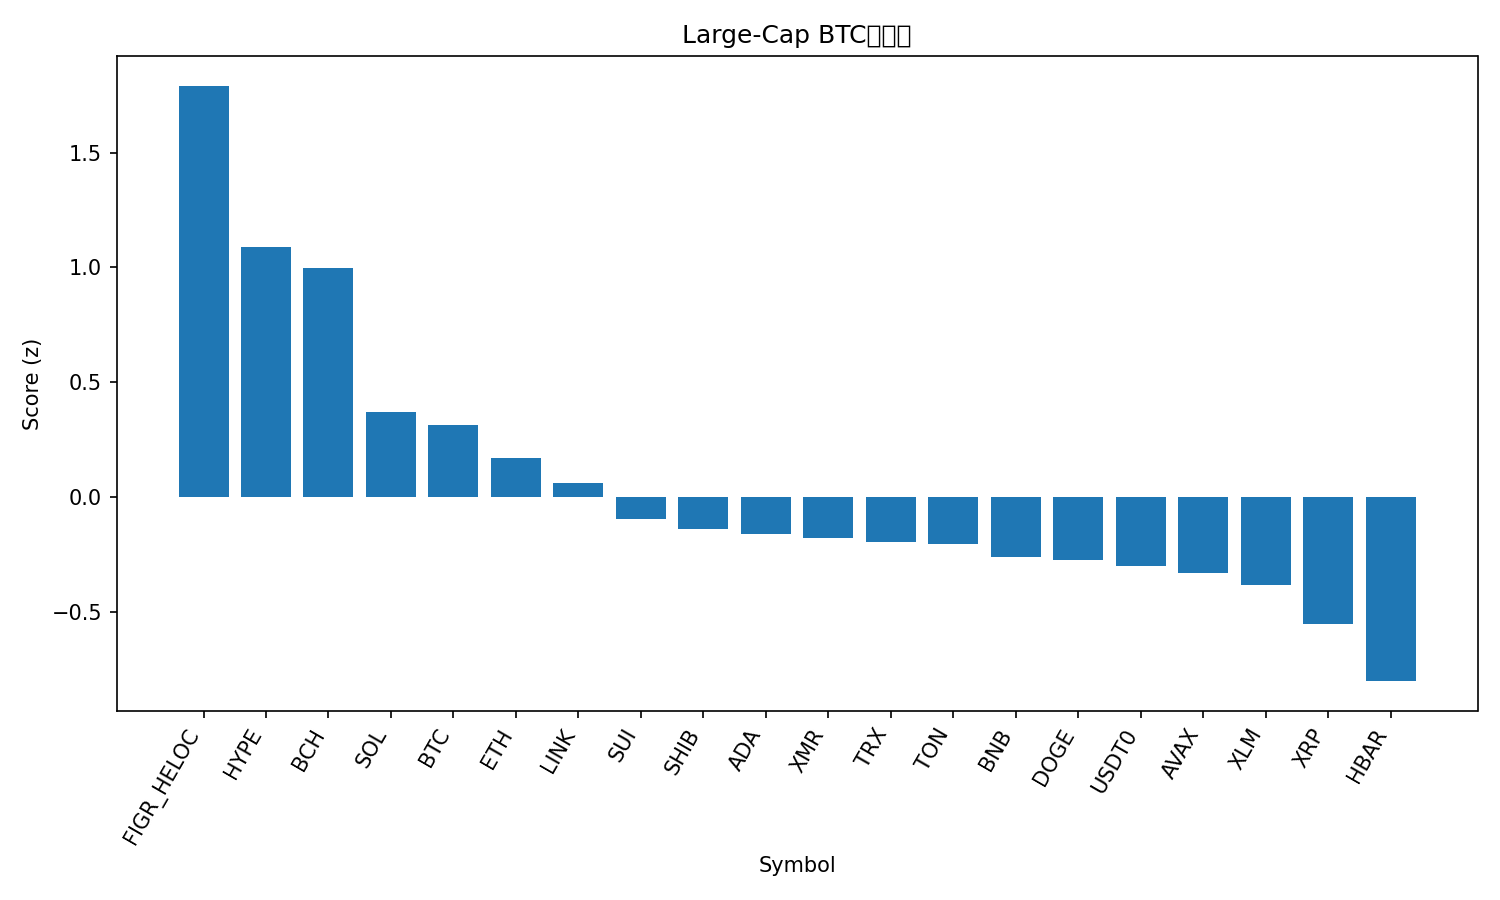 Large-Cap BTC
Score (z)
1.5
1.0
0.5
0.0
−0.5
FIGR_HELOC
HYPE
BCH
SOL
BTC
ETH
LINK
SUI
SHIB
ADA
XMR
TRX
TON
BNB
DOGE
USDT0
AVAX
XLM
XRP
HBAR
Symbol